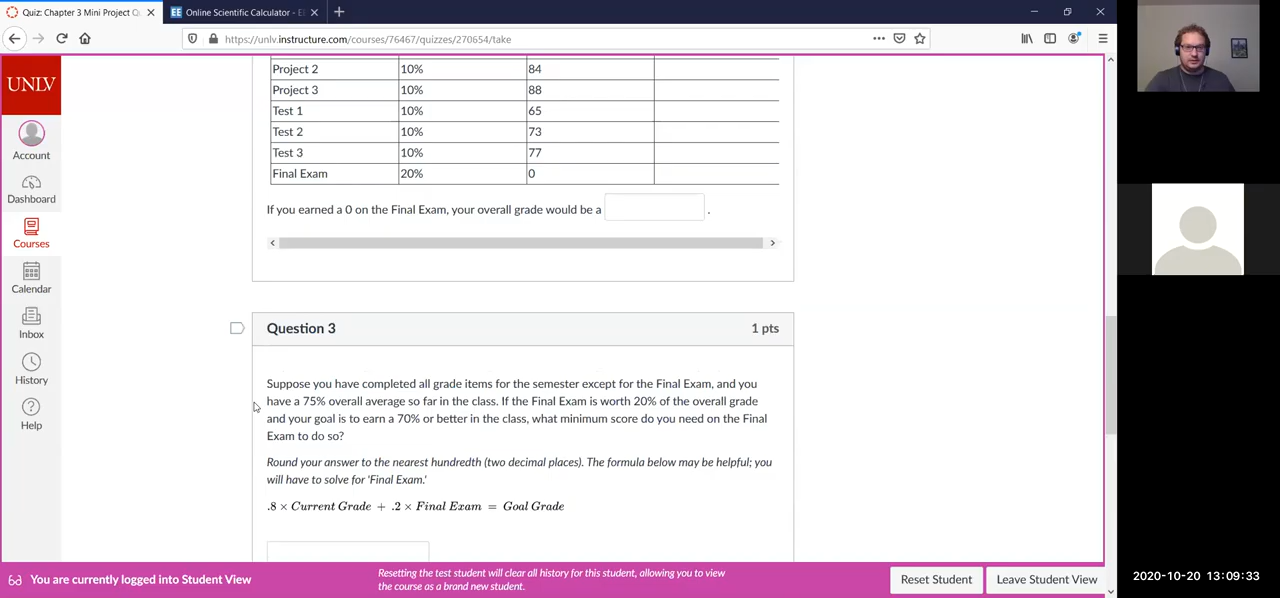 Quiz: Chapter 3 Mini Project Q
EE Online Scientific Calculator - E
https://unlv.instructure.com/courses/76467/quizzes/270654/take
UNLV
Account
Dashboard
Courses
Calendar
Inbox
History
Help
Project 2 10% 84
Project 3 10% 88
Test 1 10% 65
Test 2 10% 73
Test 3 10% 77
Final Exam 20% 0
If you earned a 0 on the Final Exam, your overall grade would be a .
Question 3 1 pts
Suppose you have completed all grade items for the semester except for the Final Exam, and you
have a 75% overall average so far in the class. If the Final Exam is worth 20% of the overall grade
and your goal is to earn a 70% or better in the class, what minimum score do you need on the Final
Exam to do so?
Round your answer to the nearest hundredth (two decimal places). The formula below may be helpful; you
will have to solve for 'Final Exam.'
.8 × Current Grade + .2 × Final Exam = Goal Grade
You are currently logged into Student View
Resetting the test student will clear all history for this student, allowing you to view
the course as a brand new student.
Reset Student
Leave Student View
2020-10-20 13:09:33